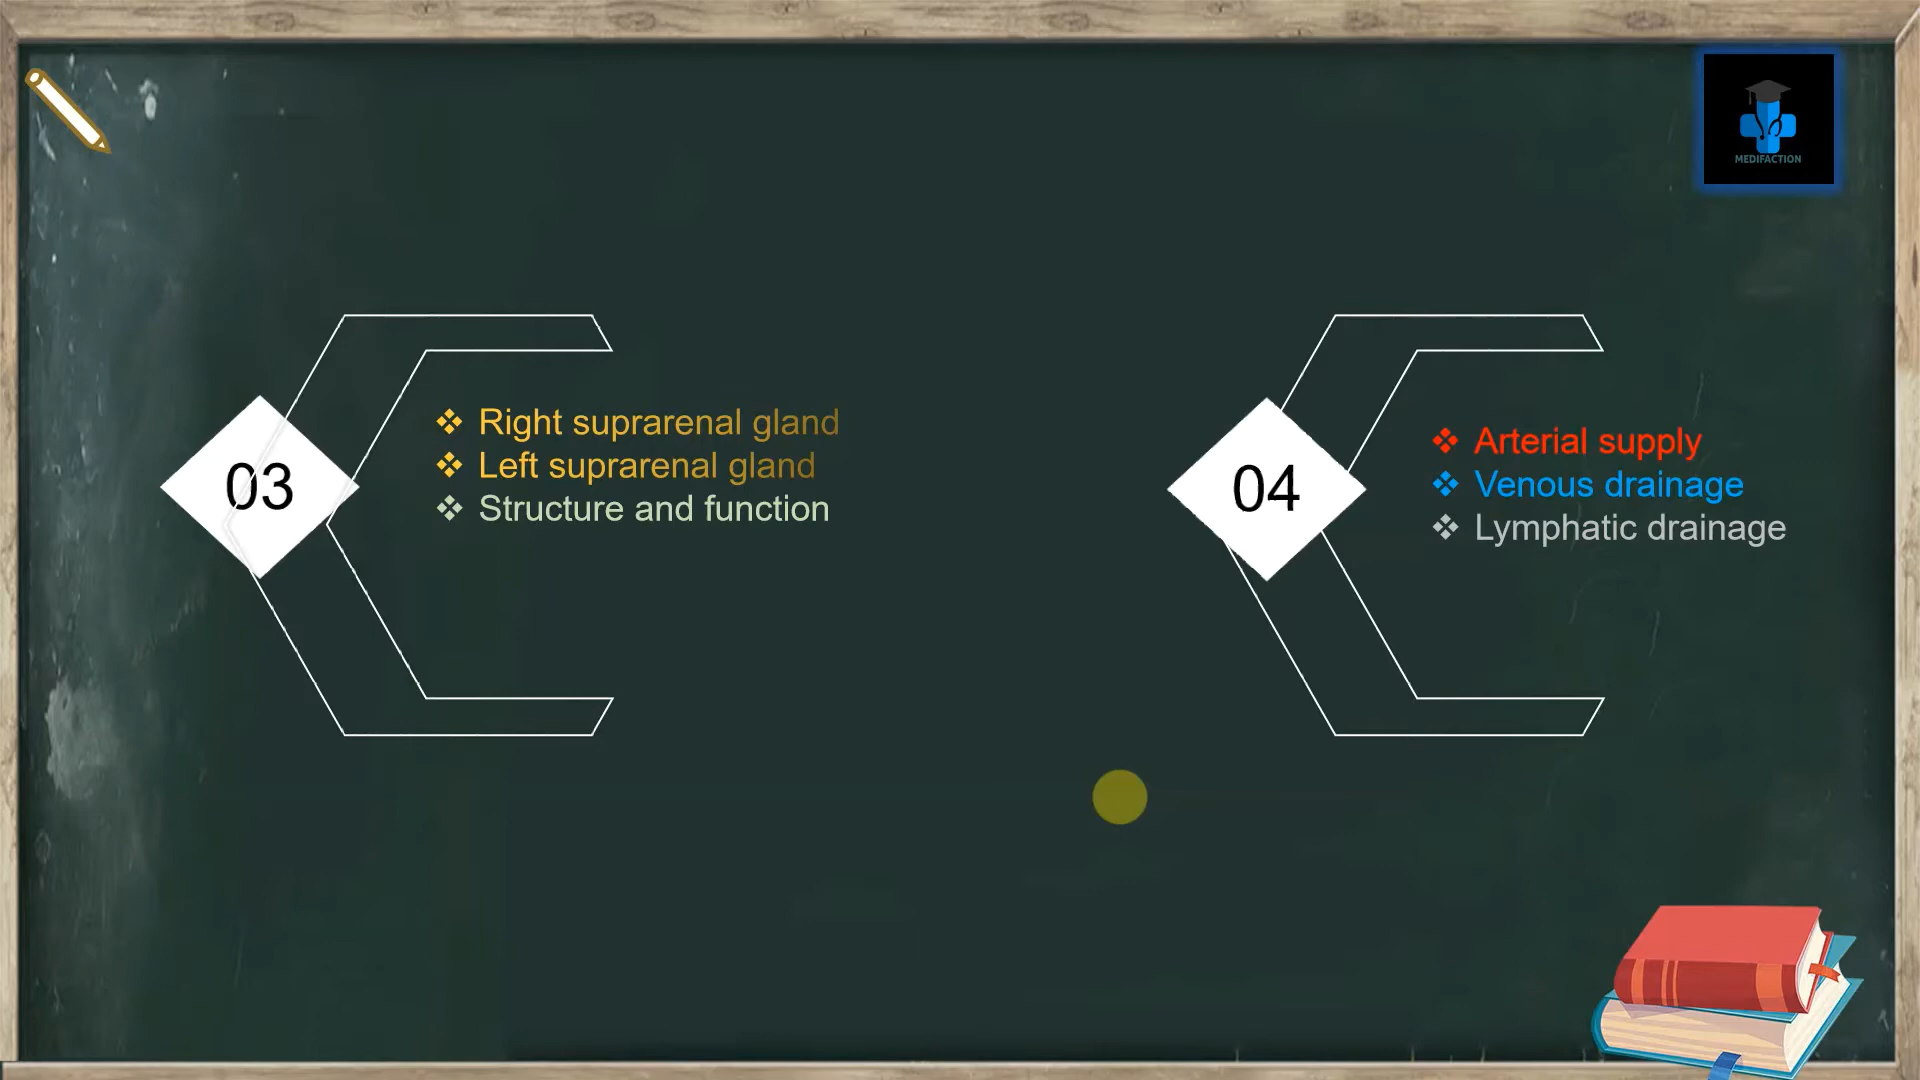 MEDIFACTION
03
Right suprarenal gland
Left suprarenal gland
Structure and function
04
Arterial supply
Venous drainage
Lymphatic drainage